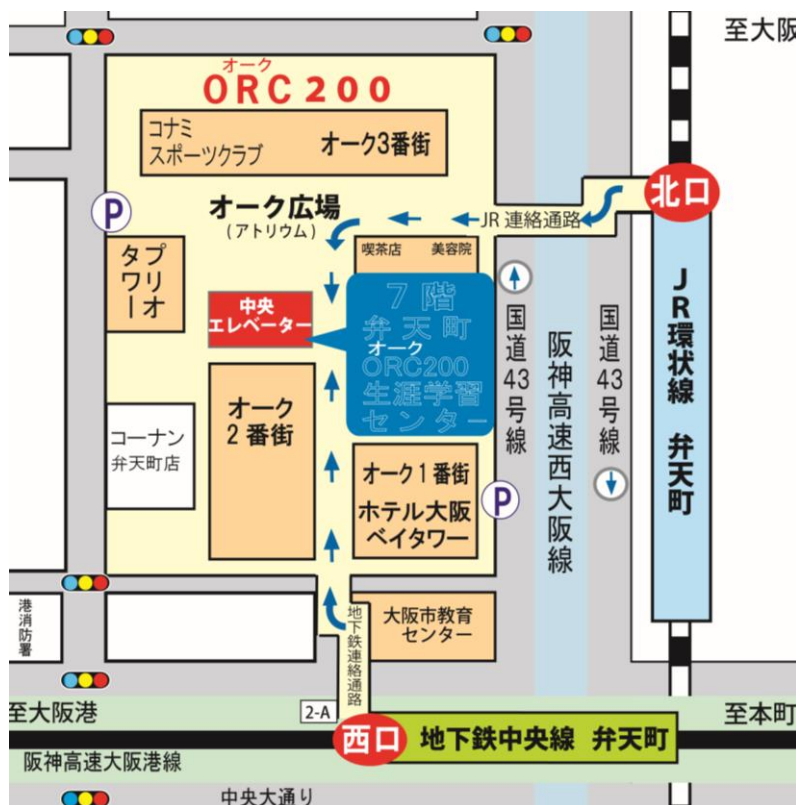 至大阪
オーク
ORC200
コナミ
スポーツクラブ
オーク3番街
北口
P
オーク広場
(アトリウム)
JR連絡通路
喫茶店
美容院
タワー
プリオ
中央
エレベーター
7階
弁天町
オーク
ORC200
生涯学習
センター
国道43号線
阪神高速西大阪線
国道43号線
JR環状線 弁天町
オーク
2番街
コーナン
弁天町店
オーク1番街
ホテル大阪
ベイタワー
P
港消防署
地下鉄連絡通路
大阪市教育
センター
至大阪港
2-A
西口
地下鉄中央線 弁天町
至本町
阪神高速大阪港線
中央大通り